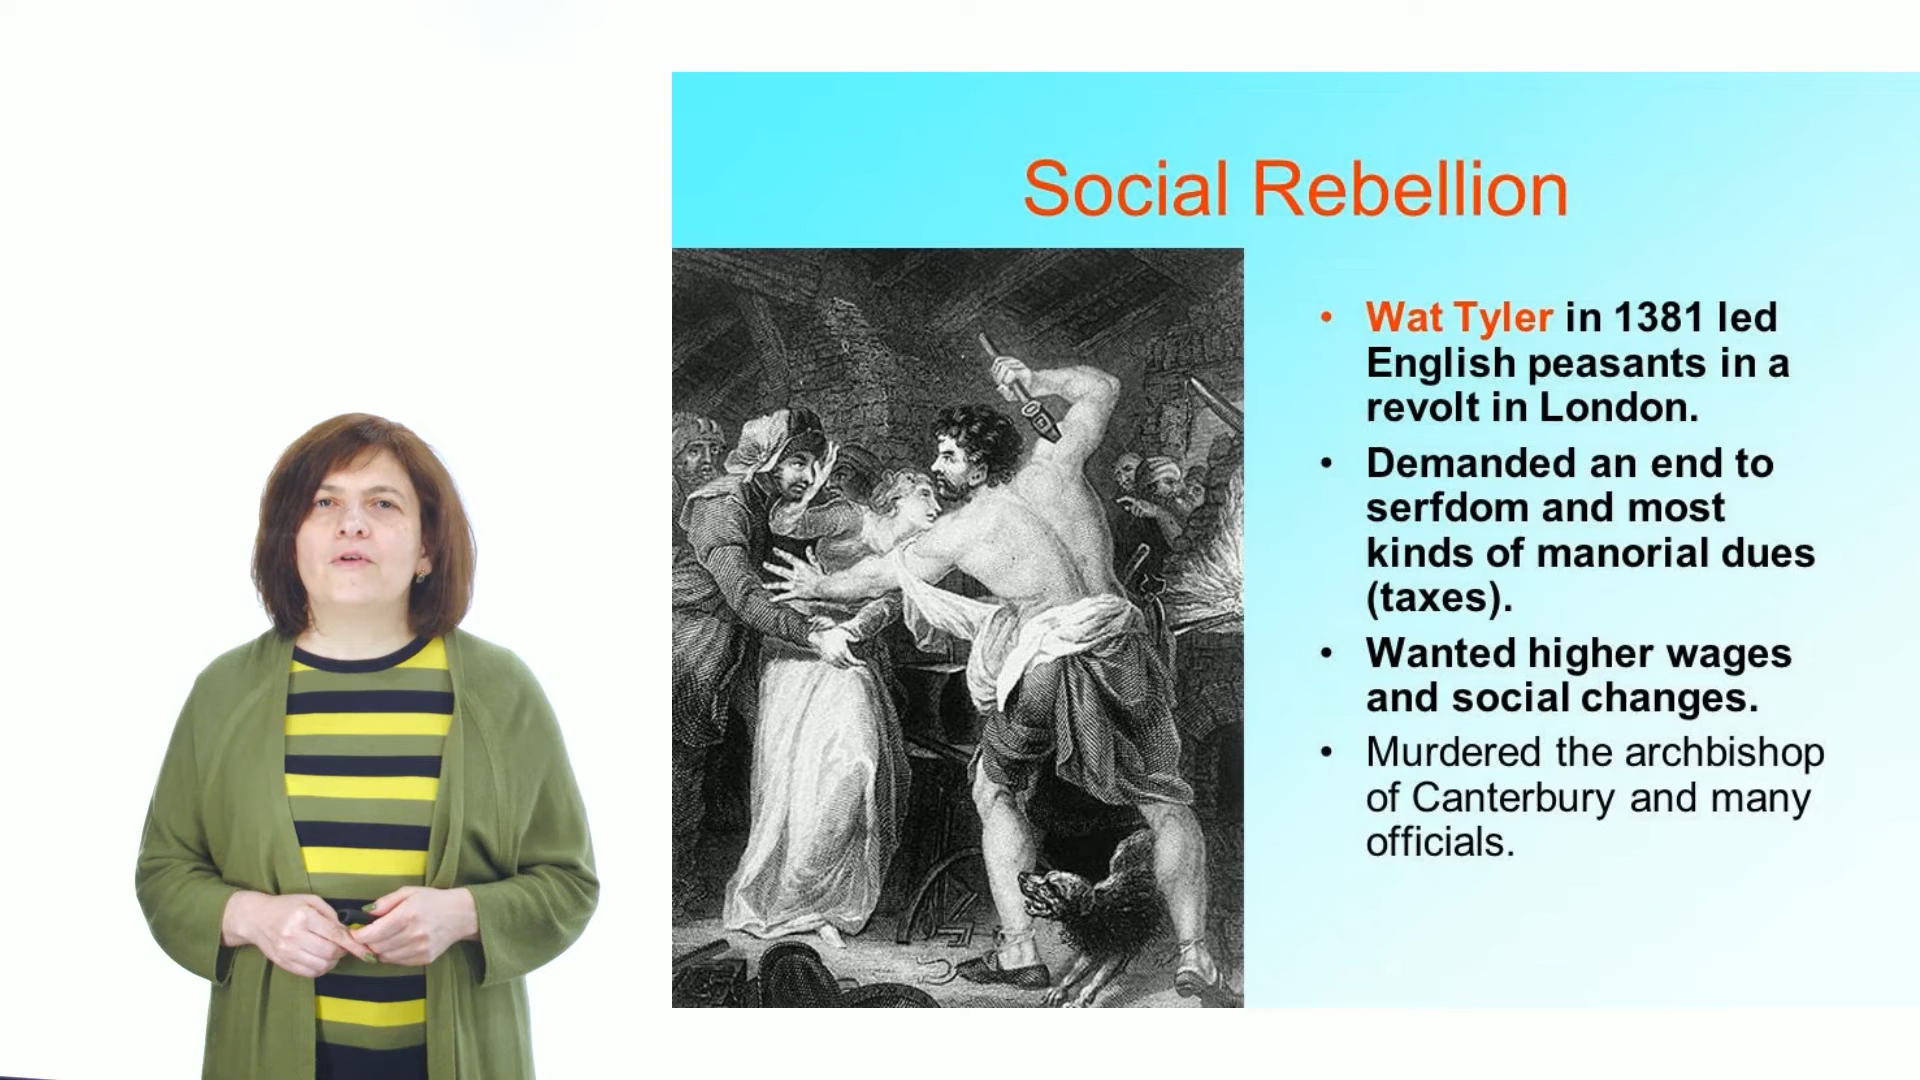 Social Rebellion
• Wat Tyler in 1381 led
English peasants in a
revolt in London.
• Demanded an end to
serfdom and most
kinds of manorial dues
(taxes).
• Wanted higher wages
and social changes.
• Murdered the archbishop
of Canterbury and many
officials.